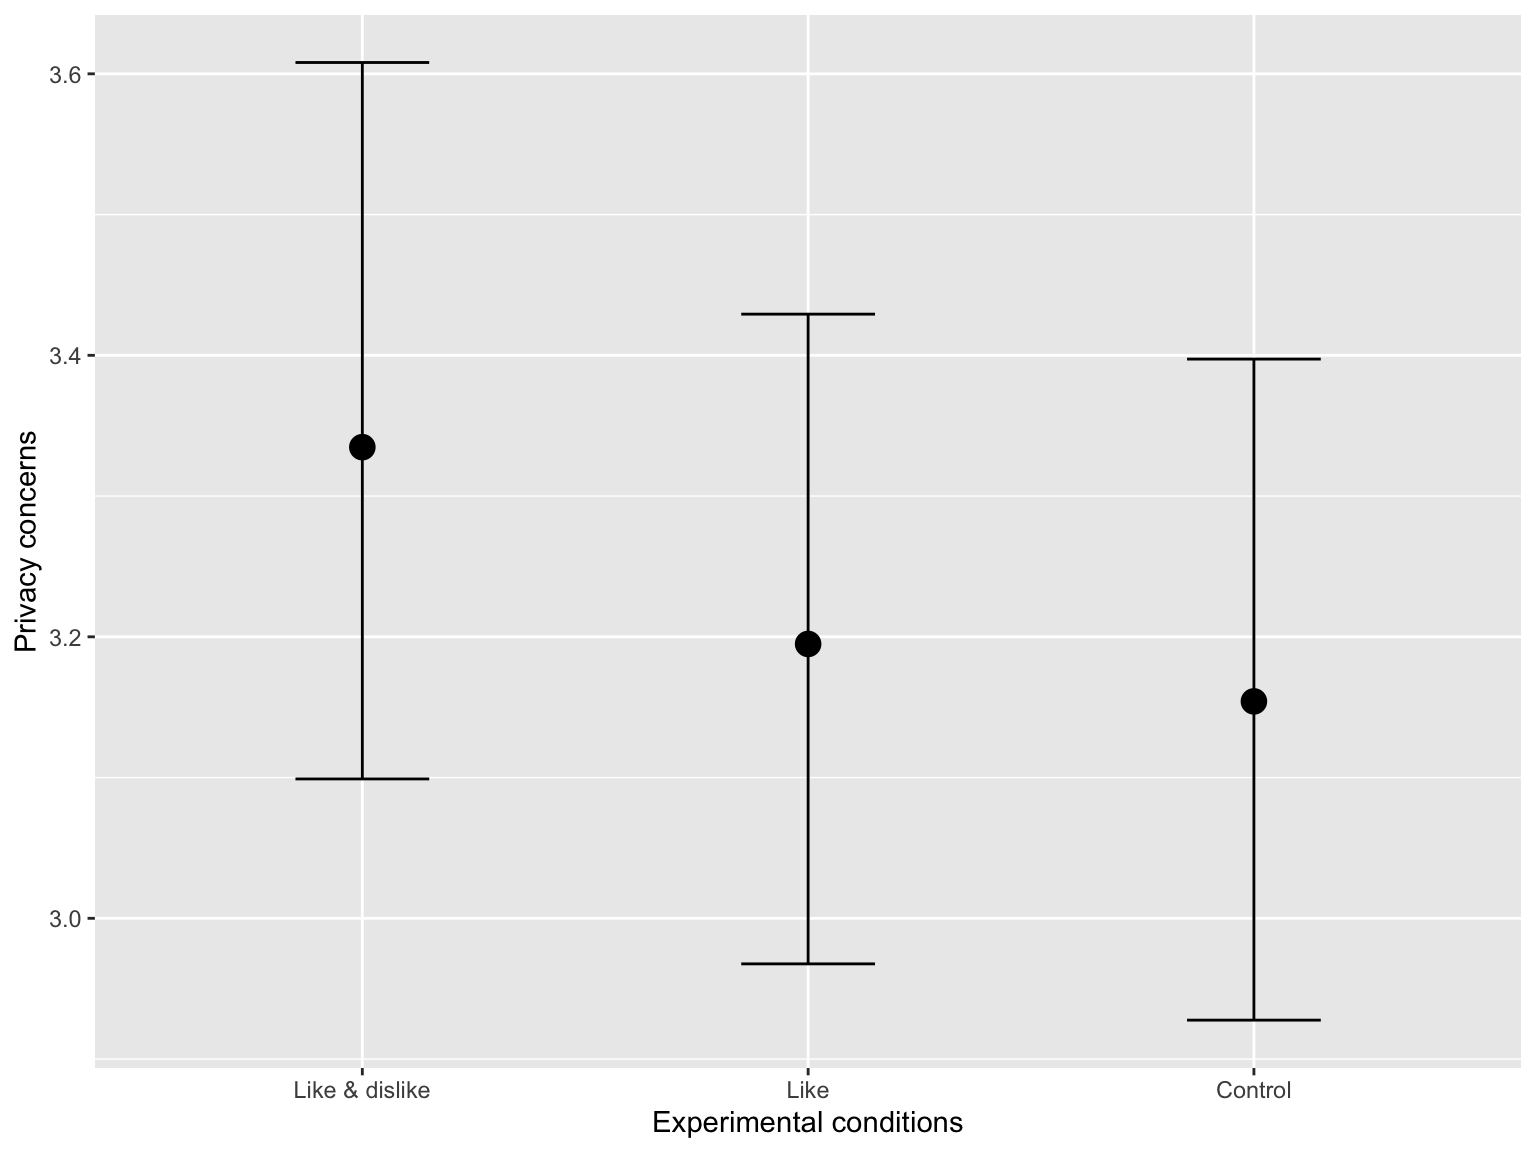 Privacy concerns
3.6
3.4
3.2
3.0
Like & dislike
Like
Control
Experimental conditions